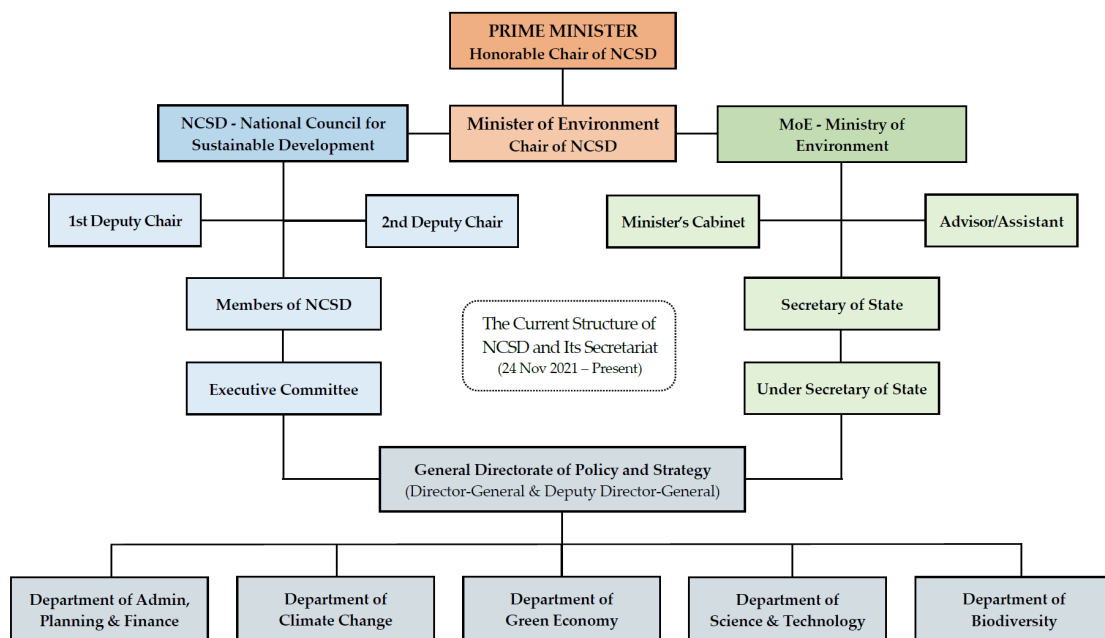 PRIME MINISTER
Honorable Chair of NCSD
NCSD - National Council for
Sustainable Development
Minister of Environment
Chair of NCSD
MoE - Ministry of
Environment
1st Deputy Chair
2nd Deputy Chair
Minister's Cabinet
Advisor/Assistant
Members of NCSD
Secretary of State
The Current Structure of
NCSD and Its Secretariat
(24 Nov 2021 – Present)
Executive Committee
Under Secretary of State
General Directorate of Policy and Strategy
(Director-General & Deputy Director-General)
Department of Admin,
Planning & Finance
Department of
Climate Change
Department of
Green Economy
Department of
Science & Technology
Department of
Biodiversity